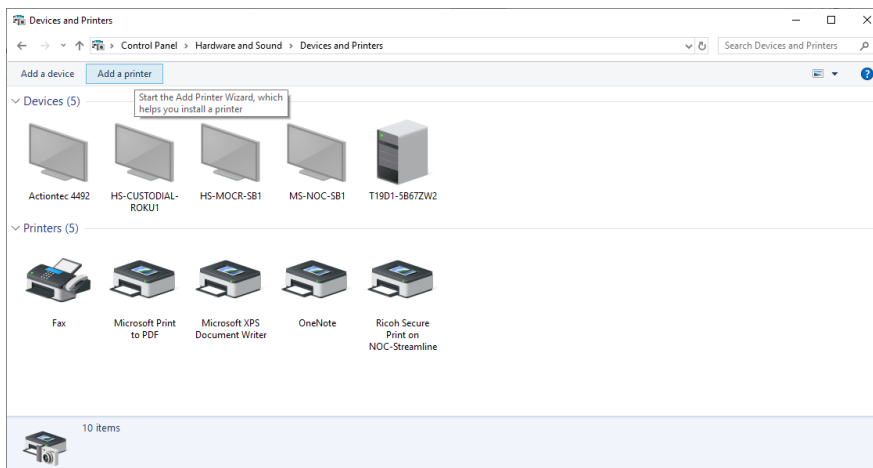 Devices and Printers
Control Panel > Hardware and Sound > Devices and Printers
Search Devices and Printers
Add a device
Add a printer
?
Start the Add Printer Wizard, which
helps you install a printer
Devices (5)
Actiontec 4492
HS-CUSTODIAL-
ROKU1
HS-MOCR-SB1
MS-NOC-SB1
T19D1-5B67ZW2
Printers (5)
Fax
Microsoft Print
to PDF
Microsoft XPS
Document Writer
OneNote
Ricoh Secure
Print on
NOC-Streamline
10 items